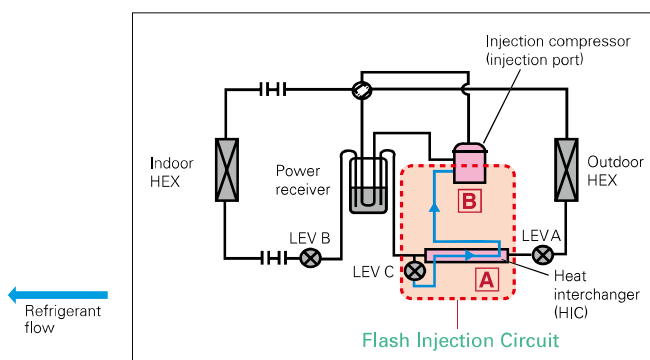 Injection compressor
(injection port)
Indoor
HEX
Power
receiver
Outdoor
HEX
B
LEV B
LEV A
LEV C
A
Heat
interchanger
(HIC)
Refrigerant
flow
Flash Injection Circuit